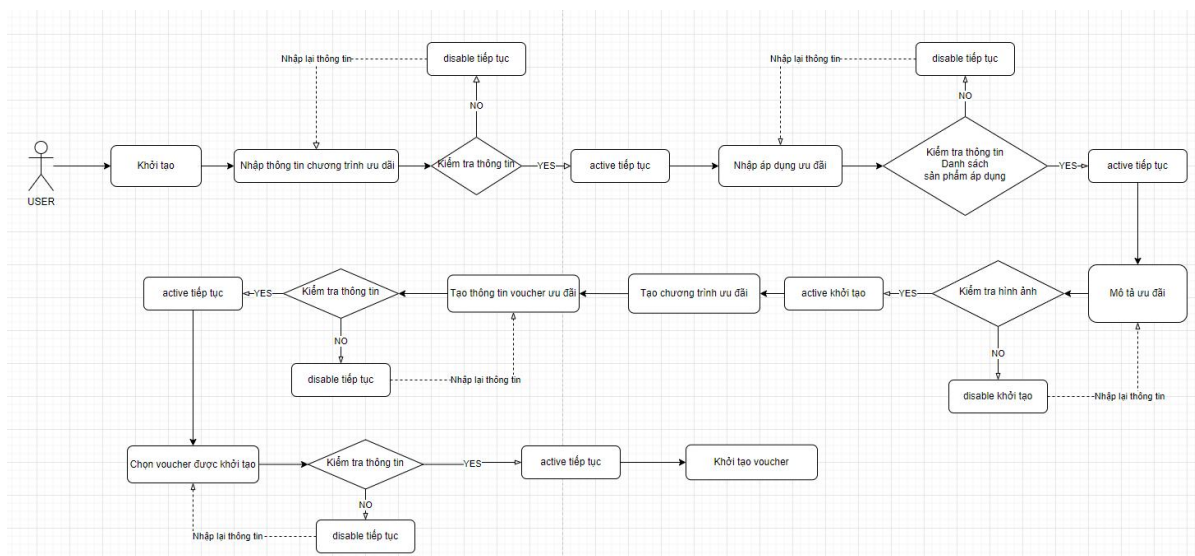 disable tiếp tục
Nhập lại thông tin
NO
USER
Khởi tạo
Nhập thông tin chương trình ưu dãi
Kiểm tra thông tin
YES
active tiếp tục
disable tiếp tục
Nhập lại thông tin
NO
Nhập áp dụng ưu dãi
Kiểm tra thông tin
Danh sách
sản phẩm áp dụng
YES
active tiếp tục
Mô tả ưu dãi
Kiểm tra hình ảnh
YES
active khởi tạo
Tạo chương trình ưu dãi
Tạo thông tin voucher ưu dãi
Kiểm tra thông tin
YES
active tiếp tục
NO
disable khởi tạo
Nhập lại thông tin
NO
disable tiếp tục
Nhập lại thông tin
Chọn voucher được khởi tạo
Kiểm tra thông tin
YES
active tiếp tục
Khởi tạo voucher
NO
disable tiếp tục
Nhập lại thông tin